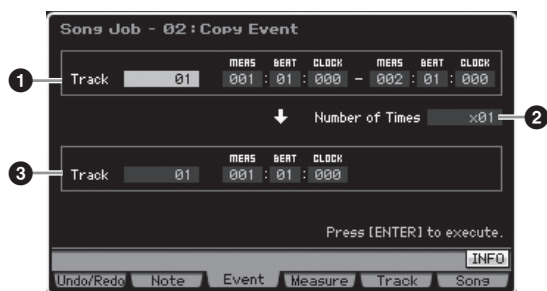 Song Job - 02:Copy Event
MEAS BEAT CLOCK MEAS BEAT CLOCK
1 Track 01 001 : 01 : 000 - 002 : 01 : 000
Number of Times x01 2
MEAS BEAT CLOCK
3 Track 01 001 : 01 : 000
Press [ENTER] to execute.
INFO
Undo/Redo Note Event Measure Track Song